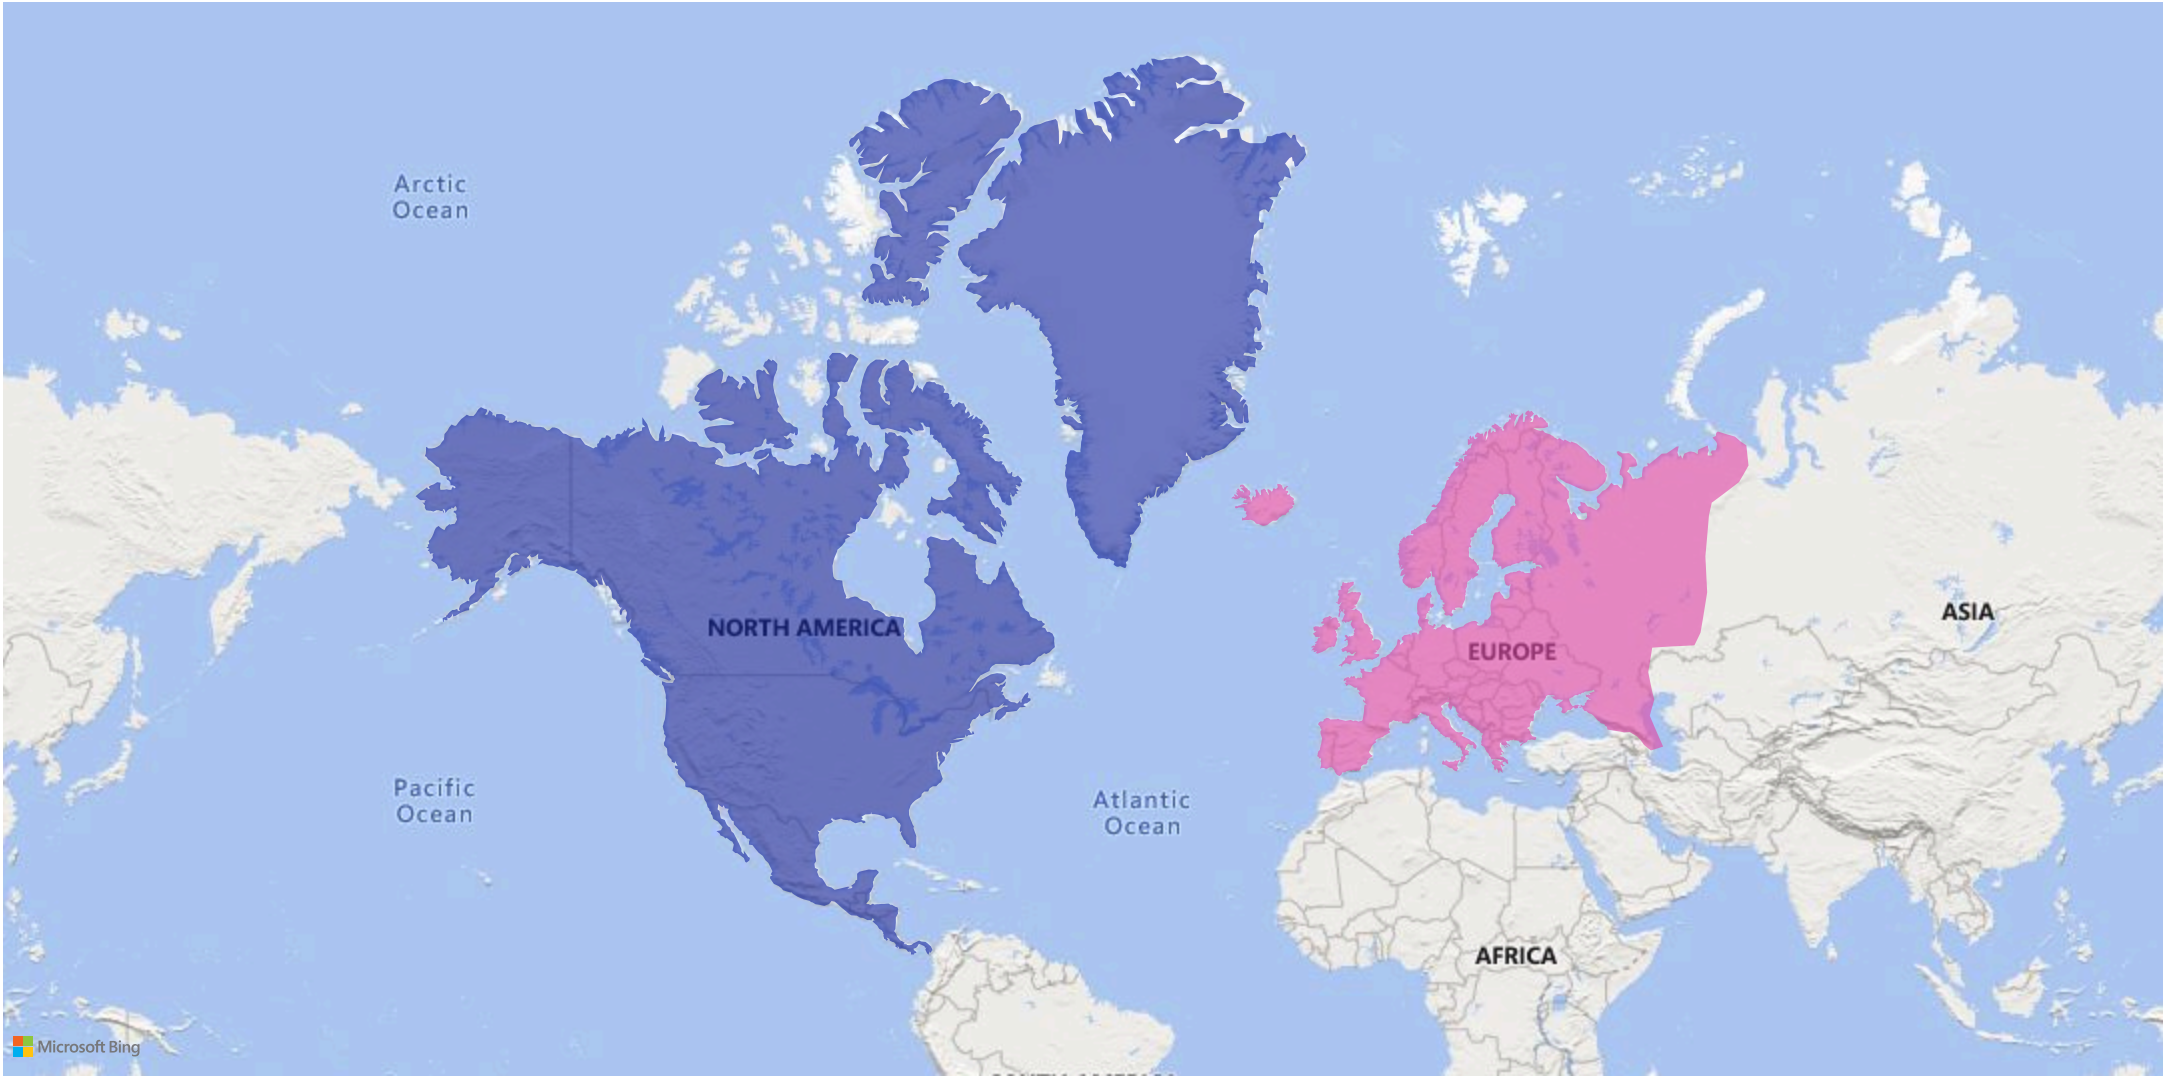 Arctic
Ocean
NORTH AMERICA
ASIA
EUROPE
Pacific
Ocean
Atlantic
Ocean
AFRICA
Microsoft Bing